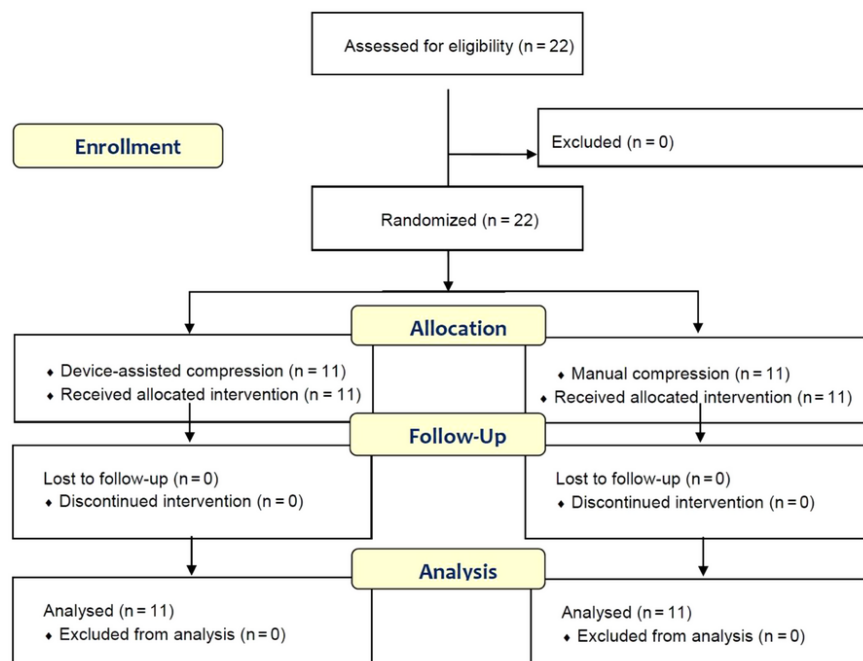 Assessed for eligibility (n = 22)
Enrollment
Excluded (n = 0)
Randomized (n = 22)
Allocation
♦ Device-assisted compression (n = 11)
♦ Received allocated intervention (n = 11)
♦ Manual compression (n = 11)
♦ Received allocated intervention (n = 11)
Follow-Up
Lost to follow-up (n = 0)
♦ Discontinued intervention (n = 0)
Lost to follow-up (n = 0)
♦ Discontinued intervention (n = 0)
Analysis
Analysed (n = 11)
♦ Excluded from analysis (n = 0)
Analysed (n = 11)
♦ Excluded from analysis (n = 0)